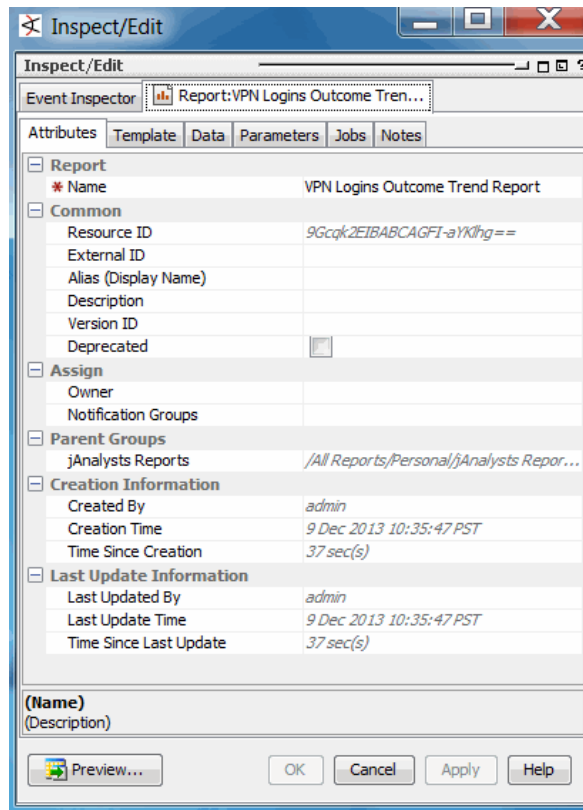 Inspect/Edit
Inspect/Edit
Event Inspector Report:VPN Logins Outcome Tren...
Attributes Template Data Parameters Jobs Notes
Report
Name VPN Logins Outcome Trend Report
Common
Resource ID 9Gcqk2EIBABCAGFI-aYKlhg==
External ID
Alias (Display Name)
Description
Version ID
Deprecated
Assign
Owner
Notification Groups
Parent Groups
jAnalysts Reports /All Reports/Personal/jAnalysts Repor...
Creation Information
Created By admin
Creation Time 9 Dec 2013 10:35:47 PST
Time Since Creation 37 sec(s)
Last Update Information
Last Updated By admin
Last Update Time 9 Dec 2013 10:35:47 PST
Time Since Last Update 37 sec(s)
(Name)
(Description)
Preview... OK Cancel Apply Help